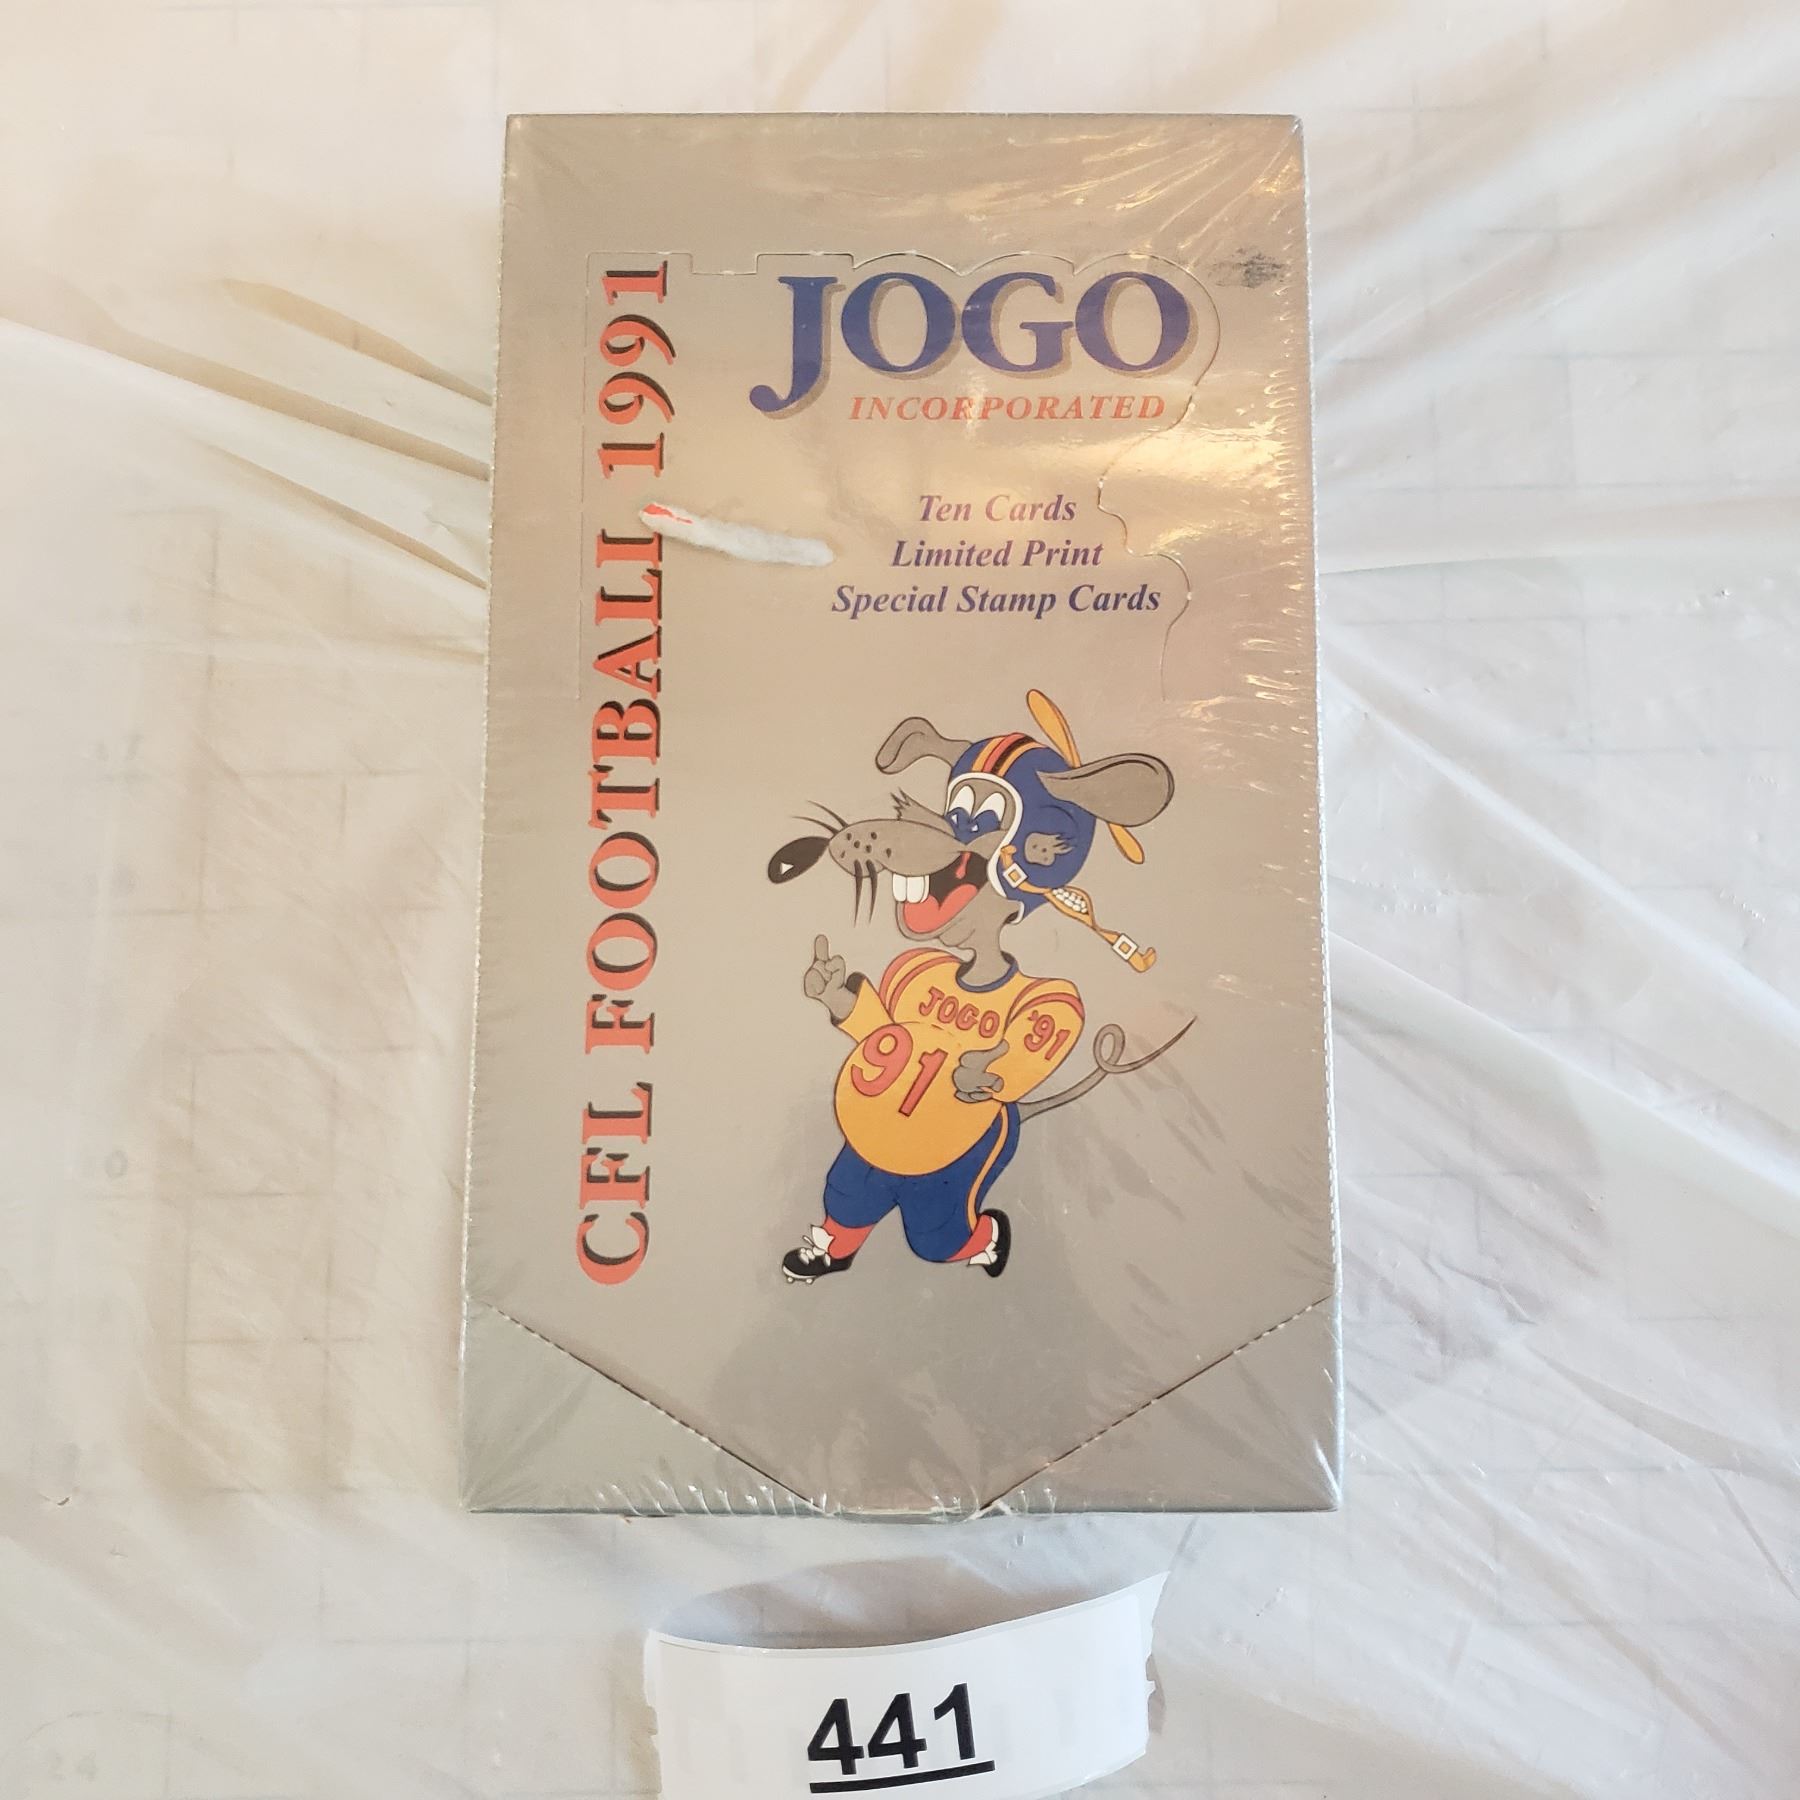 JOGO
INCORPORATED
CFL FOOTBALL 1991
Ten Cards
Limited Print
Special Stamp Cards
JOGO '91
91
441